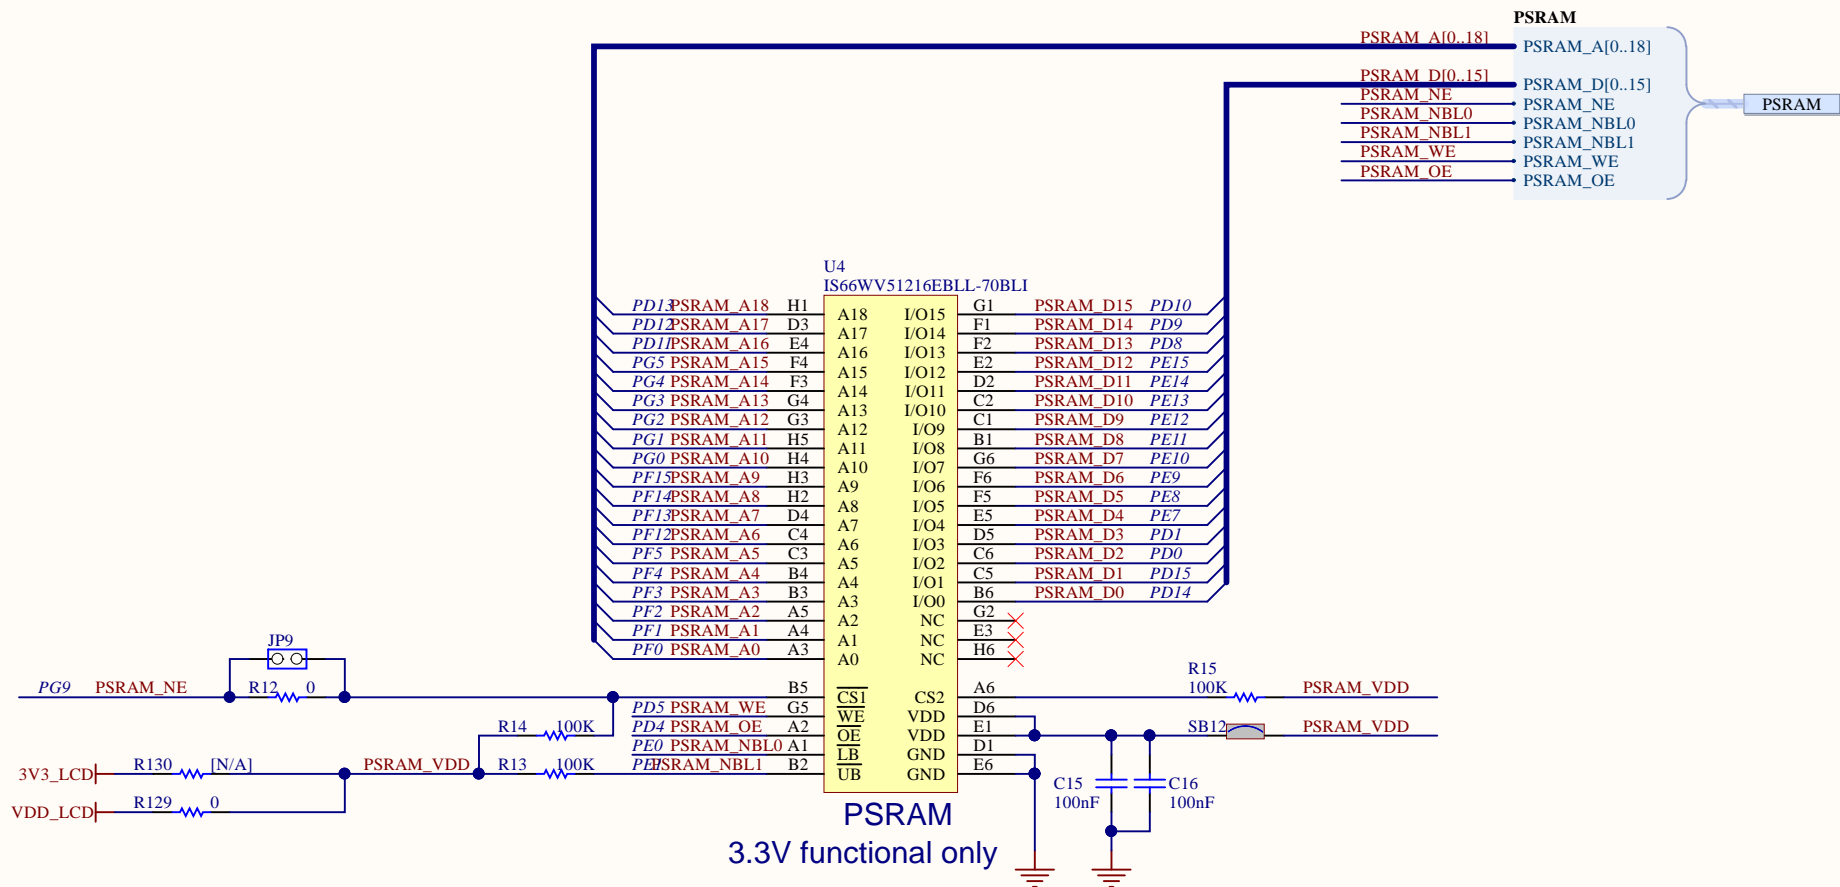 PSRAM
PSRAM_A[0..18] PSRAM_A[0..18]
PSRAM_D[0..15] PSRAM_D[0..15]
PSRAM_NE PSRAM_NE
PSRAM PSRAM_NBL0 PSRAM_NBL0
PSRAM_NBL1 PSRAM_NBL1
PSRAM_WE PSRAM_WE
PSRAM_OE PSRAM_OE
U4
IS66WV51216EBLL-70BLI
PD13 PSRAM_A18 H1 A18 I/O15 G1 PSRAM_D15 PD10
PD12 PSRAM_A17 D3 A17 I/O14 F1 PSRAM_D14 PD9
PD11 PSRAM_A16 E4 A16 I/O13 F2 PSRAM_D13 PD8
PG5 PSRAM_A15 F4 A15 I/O12 E2 PSRAM_D12 PE15
PG4 PSRAM_A14 F3 A14 I/O11 D2 PSRAM_D11 PE14
PG3 PSRAM_A13 G4 A13 I/O10 C2 PSRAM_D10 PE13
PG2 PSRAM_A12 G3 A12 I/O9 C1 PSRAM_D9 PE12
PG1 PSRAM_A11 H5 A11 I/O8 B1 PSRAM_D8 PE11
PG0 PSRAM_A10 H4 A10 I/O7 G6 PSRAM_D7 PE10
PF15 PSRAM_A9 H3 A9 I/O6 F6 PSRAM_D6 PE9
PF14 PSRAM_A8 H2 A8 I/O5 F5 PSRAM_D5 PE8
PF13 PSRAM_A7 D4 A7 I/O4 E5 PSRAM_D4 PE7
PF12 PSRAM_A6 C4 A6 I/O3 D5 PSRAM_D3 PD1
PF5 PSRAM_A5 C3 A5 I/O2 C6 PSRAM_D2 PD0
PF4 PSRAM_A4 B4 A4 I/O1 C5 PSRAM_D1 PD15
PF3 PSRAM_A3 B3 A3 I/O0 B6 PSRAM_D0 PD14
PF2 PSRAM_A2 A5 A2 NC G2
PF1 PSRAM_A1 A4 A1 NC E3
PF0 PSRAM_A0 A3 A0 NC H6
JP9
R15
PG9 PSRAM_NE R12 0 B5 CS1 CS2 A6 100K PSRAM_VDD
PD5 PSRAM_WE G5 WE VDD D6
R14 100K PD4 PSRAM_OE A2 OE VDD E1 SB12 PSRAM_VDD
PE0 PSRAM_NBL0 A1 LB GND D1
3V3_LCD R130 [N/A] PSRAM_VDD R13 100K PSRAM_NBL1 B2 UB GND E6
C15 C16
100nF 100nF
VDD_LCD R129 0
PSRAM
3.3V functional only